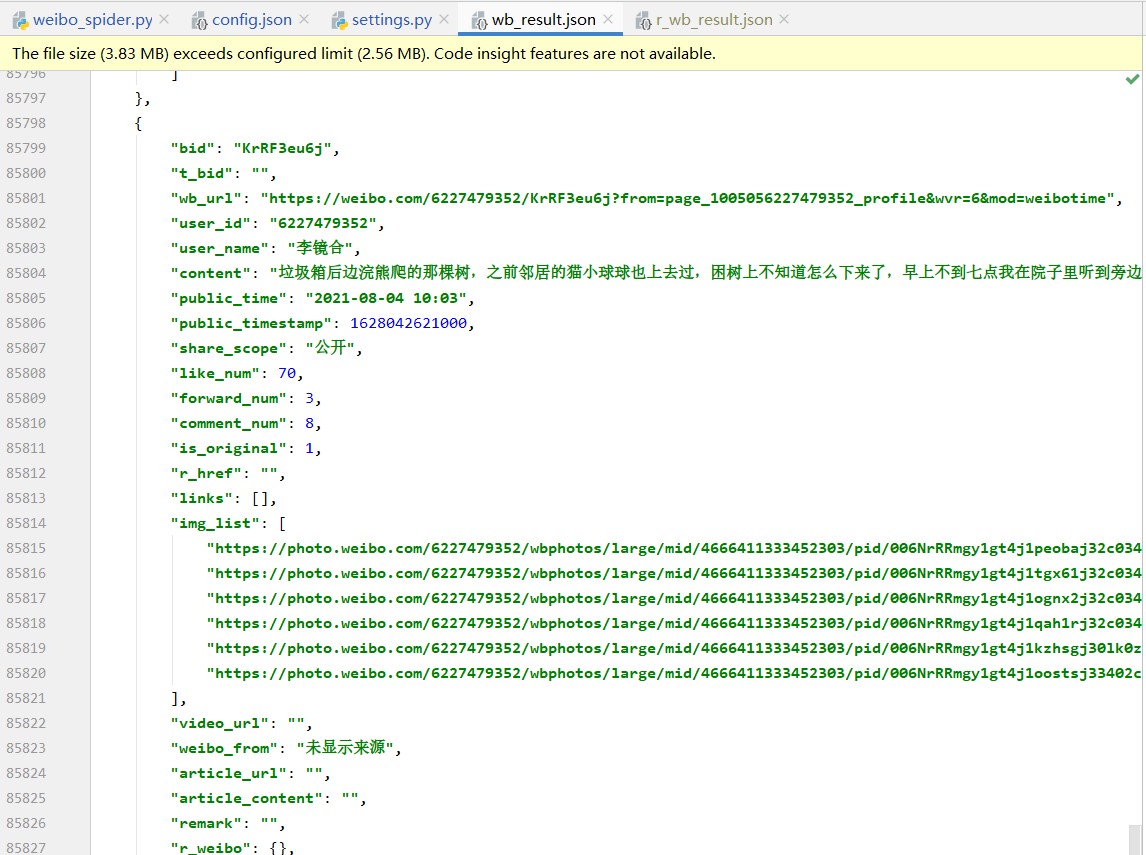 weibo_spider.py config.json settings.py wb_result.json r_wb_result.json
The file size (3.83 MB) exceeds configured limit (2.56 MB). Code insight features are not available.
85796 ]
85797 },
85798 {
85799 "bid": "KrRF3eu6j",
85800 "t_bid": "",
85801 "wb_url": "https://weibo.com/6227479352/KrRF3eu6j?from=page_1005056227479352_profile&wvr=6&mod=weibotime",
85802 "user_id": "6227479352",
85803 "user_name": "李镜合",
85804 "content": "垃圾箱后边浣熊爬的那棵树，之前邻居的猫小球球也上去过，困树上不知道怎么下来了，早上不到七点我在院子里听到旁边
85805 "public_time": "2021-08-04 10:03",
85806 "public_timestamp": 1628042621000,
85807 "share_scope": "公开",
85808 "like_num": 70,
85809 "forward_num": 3,
85810 "comment_num": 8,
85811 "is_original": 1,
85812 "r_href": "",
85813 "links": [],
85814 "img_list": [
85815 "https://photo.weibo.com/6227479352/wbphotos/large/mid/4666411333452303/pid/006NrRRmgy1gt4j1peobaj32c034
85816 "https://photo.weibo.com/6227479352/wbphotos/large/mid/4666411333452303/pid/006NrRRmgy1gt4j1tgx61j32c034
85817 "https://photo.weibo.com/6227479352/wbphotos/large/mid/4666411333452303/pid/006NrRRmgy1gt4j1ognx2j32c034
85818 "https://photo.weibo.com/6227479352/wbphotos/large/mid/4666411333452303/pid/006NrRRmgy1gt4j1qah1rj32c034
85819 "https://photo.weibo.com/6227479352/wbphotos/large/mid/4666411333452303/pid/006NrRRmgy1gt4j1kzhsgj30lk0z
85820 "https://photo.weibo.com/6227479352/wbphotos/large/mid/4666411333452303/pid/006NrRRmgy1gt4j1oostsj33402c
85821 ],
85822 "video_url": "",
85823 "weibo_from": "未显示来源",
85824 "article_url": "",
85825 "article_content": "",
85826 "remark": "",
85827 "r_weibo": {},